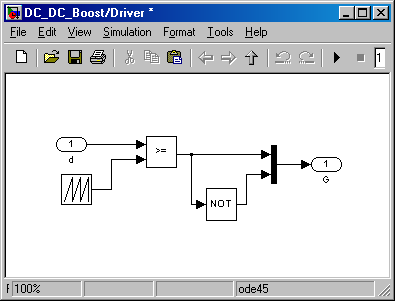 DC_DC_Boost/Driver *
File Edit View Simulation Format Tools Help
1
1
d
>=
NOT
1
G
100% ode45